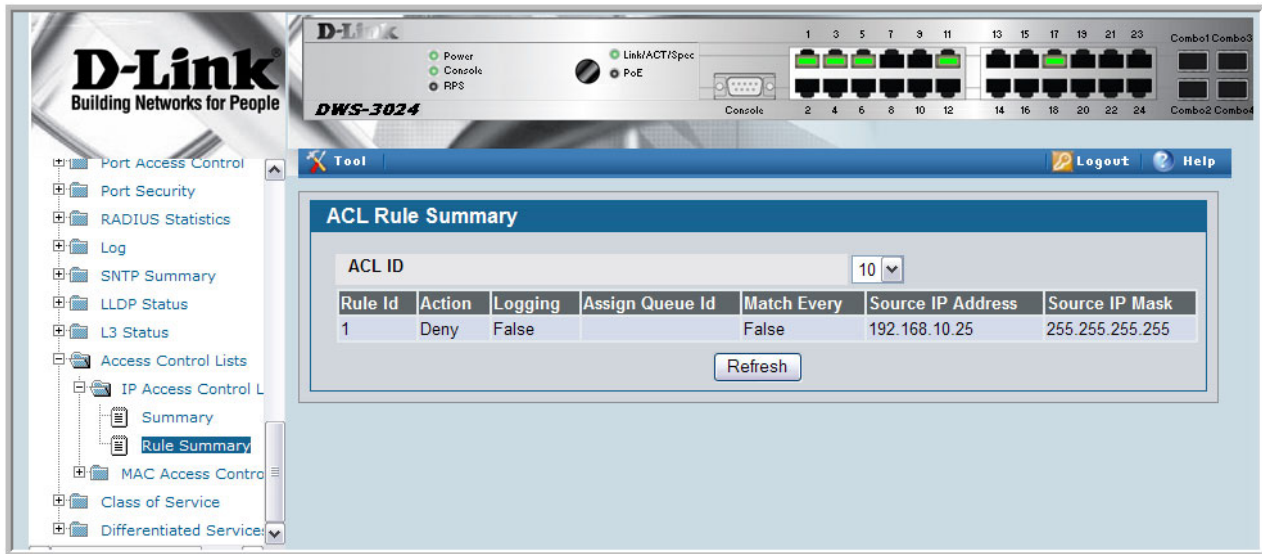 D-Link®
Building Networks for People
D-Link
Power
Console
RPS
Link/ACT/Spec
PoE
DWS-3024
Console
1 3 5 7 9 11 13 15 17 19 21 23
2 4 6 8 10 12 14 16 18 20 22 24
Combo1 Combo3
Combo2 Combo4
Tool
Logout
Help
Port Access Control
Port Security
RADIUS Statistics
Log
SNTP Summary
LLDP Status
L3 Status
Access Control Lists
IP Access Control L
Summary
Rule Summary
MAC Access Contro
Class of Service
Differentiated Services
ACL Rule Summary
ACL ID 10
Rule Id Action Logging Assign Queue Id Match Every Source IP Address Source IP Mask
1 Deny False False 192.168.10.25 255.255.255.255
Refresh